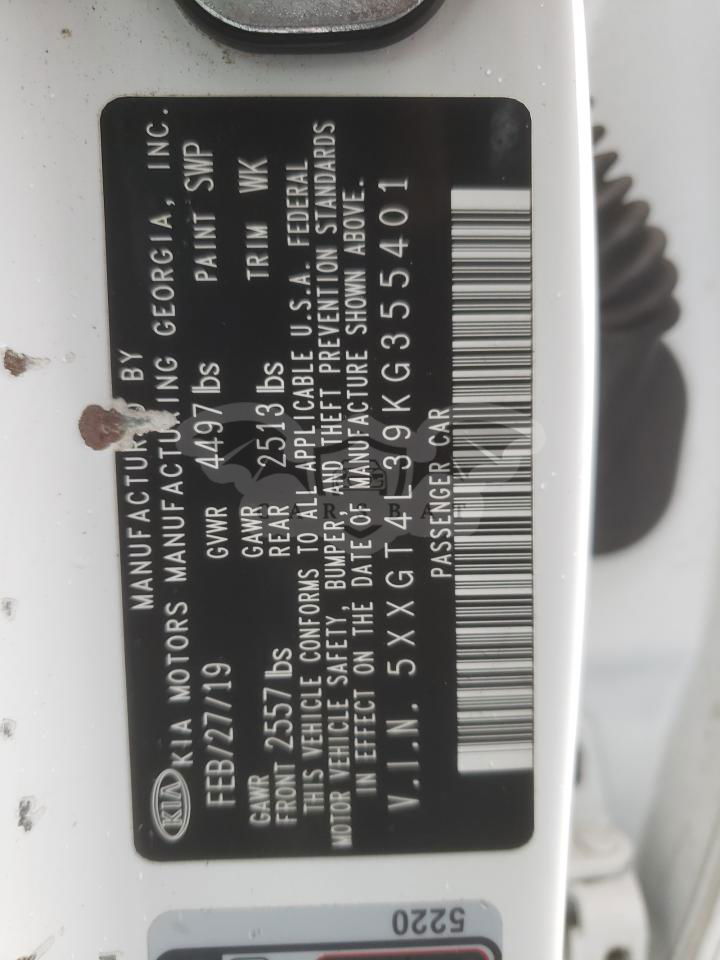 MANUFACTURED BY
KIA KIA MOTORS MANUFACTURING GEORGIA, INC.
FEB/27/19 GVWR 4497 lbs PAINT SWP
GAWR FRONT 2557 lbs GAWR REAR 2513 lbs TRIM WK
THIS VEHICLE CONFORMS TO ALL APPLICABLE U.S.A. FEDERAL
MOTOR VEHICLE SAFETY, BUMPER, AND THEFT PREVENTION STANDARDS
IN EFFECT ON THE DATE OF MANUFACTURE SHOWN ABOVE.
V.I.N. 5XXGT4L39KG355401
PASSENGER CAR
5220
CARBAT